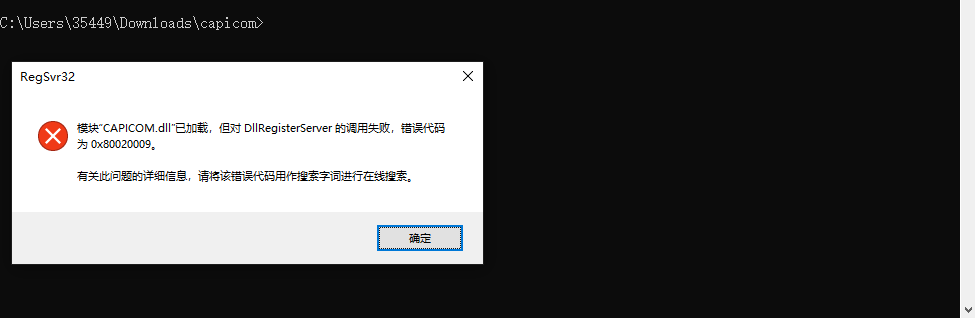 C:\Users\35449\Downloads\capicom>
RegSvr32
模块“CAPICOM.dll”已加载，但对 DllRegisterServer 的调用失败，错误代码
为 0x80020009。
有关此问题的详细信息，请将该错误代码用作搜索字词进行在线搜索。
确定